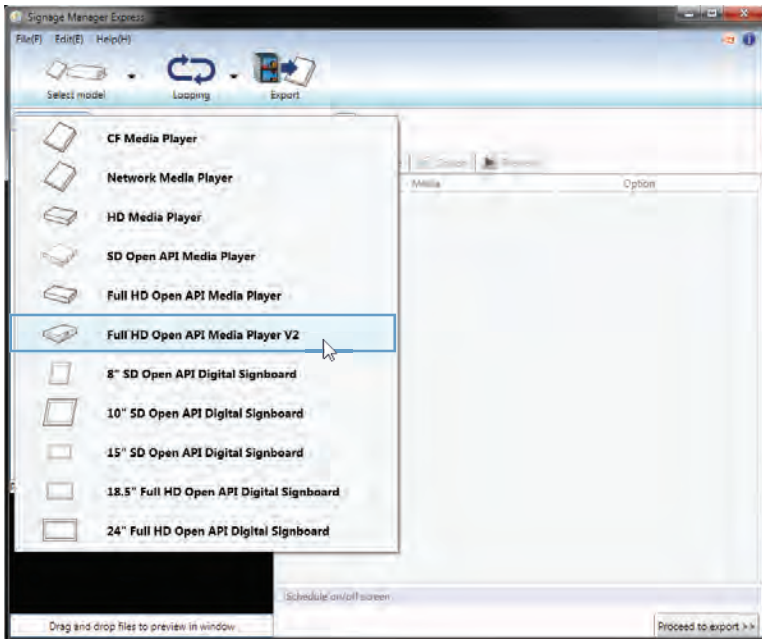 Signage Manager Express
File(F) Edit(E) Help(H)
Select model Looping Export
CF Media Player
Network Media Player
HD Media Player
SD Open API Media Player
Full HD Open API Media Player
Full HD Open API Media Player V2
8" SD Open API Digital Signboard
10" SD Open API Digital Signboard
15" SD Open API Digital Signboard
18.5" Full HD Open API Digital Signboard
24" Full HD Open API Digital Signboard
Media Option
Schedule on/off screen
Drag and drop files to preview in window
Proceed to export >>